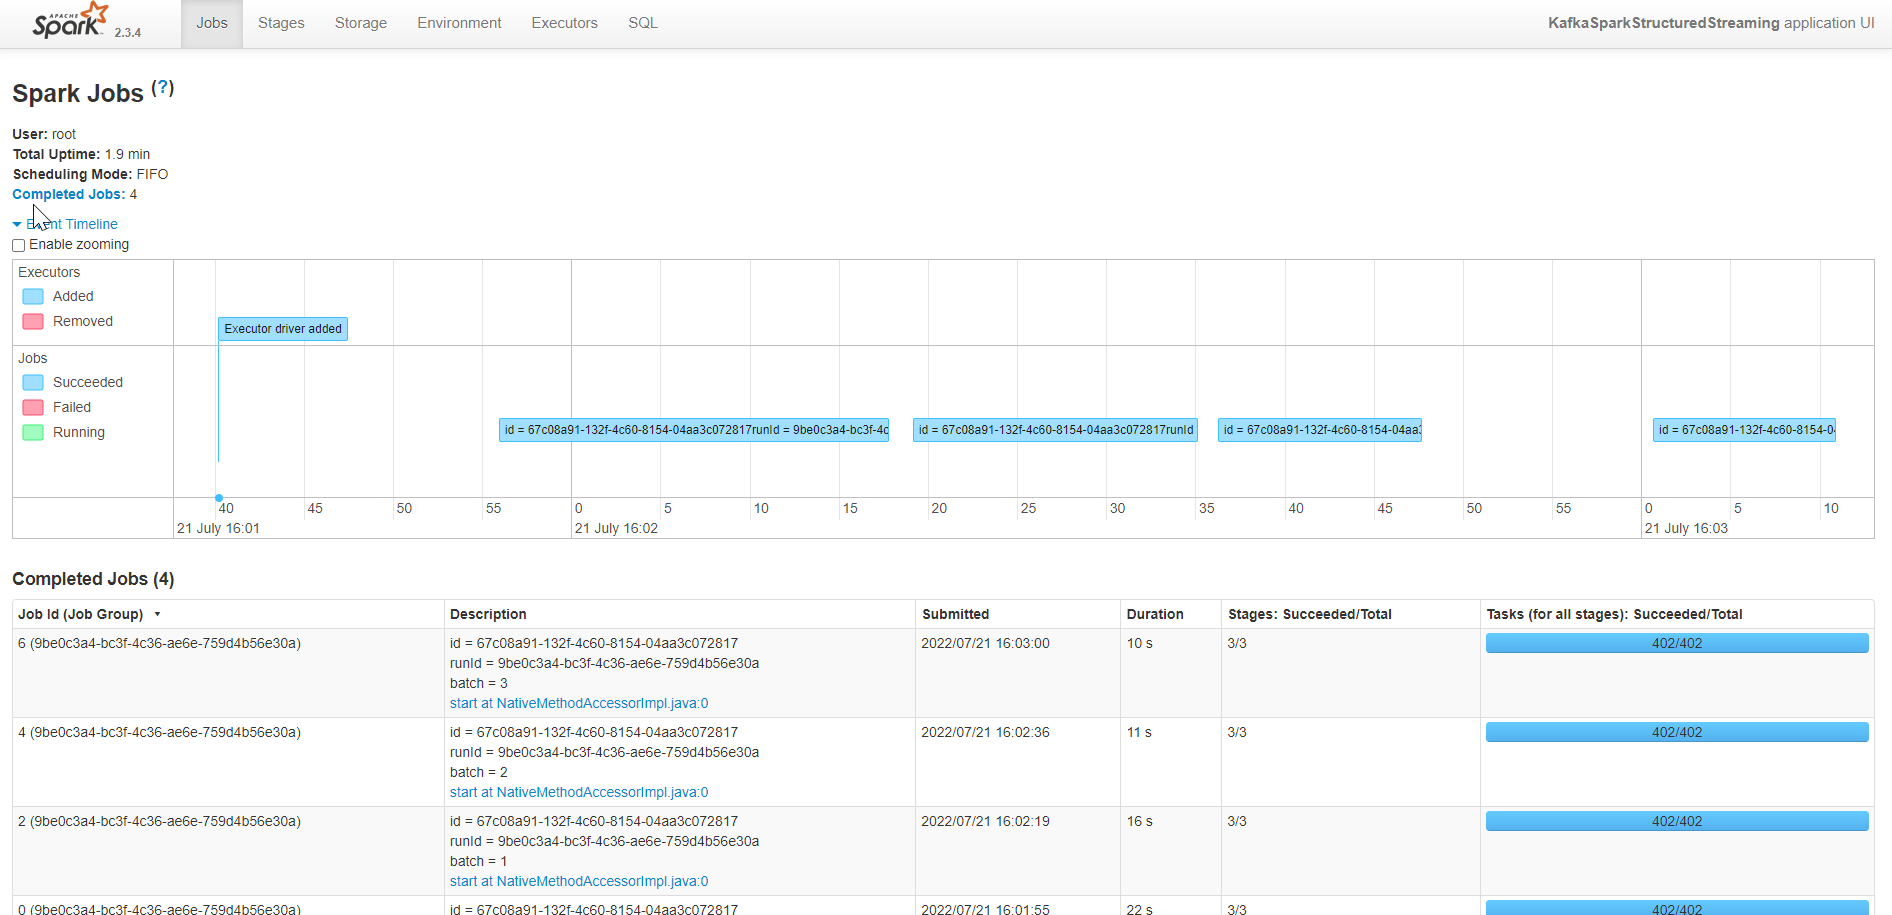 APACHE
Spark 2.3.4 Jobs Stages Storage Environment Executors SQL KafkaSparkStructuredStreaming application UI
Spark Jobs (?)
User: root
Total Uptime: 1.9 min
Scheduling Mode: FIFO
Completed Jobs: 4
Event Timeline
Enable zooming
Executors
Added
Removed
Executor driver added
Jobs
Succeeded
Failed
Running
id = 67c08a91-132f-4c60-8154-04aa3c072817runId = 9be0c3a4-bc3f-4c
id = 67c08a91-132f-4c60-8154-04aa3c072817runId
id = 67c08a91-132f-4c60-8154-04aa3
id = 67c08a91-132f-4c60-8154-0
40 45 50 55 0 5 10 15 20 25 30 35 40 45 50 55 0 5 10
21 July 16:01 21 July 16:02 21 July 16:03
Completed Jobs (4)
Job Id (Job Group) ▾ Description Submitted Duration Stages: Succeeded/Total Tasks (for all stages): Succeeded/Total
6 (9be0c3a4-bc3f-4c36-ae6e-759d4b56e30a) id = 67c08a91-132f-4c60-8154-04aa3c072817 2022/07/21 16:03:00 10 s 3/3 402/402
runId = 9be0c3a4-bc3f-4c36-ae6e-759d4b56e30a
batch = 3
start at NativeMethodAccessorImpl.java:0
4 (9be0c3a4-bc3f-4c36-ae6e-759d4b56e30a) id = 67c08a91-132f-4c60-8154-04aa3c072817 2022/07/21 16:02:36 11 s 3/3 402/402
runId = 9be0c3a4-bc3f-4c36-ae6e-759d4b56e30a
batch = 2
start at NativeMethodAccessorImpl.java:0
2 (9be0c3a4-bc3f-4c36-ae6e-759d4b56e30a) id = 67c08a91-132f-4c60-8154-04aa3c072817 2022/07/21 16:02:19 16 s 3/3 402/402
runId = 9be0c3a4-bc3f-4c36-ae6e-759d4b56e30a
batch = 1
start at NativeMethodAccessorImpl.java:0
0 (9be0c3a4-bc3f-4c36-ae6e-759d4b56e30a) id = 67c08a91-132f-4c60-8154-04aa3c072817 2022/07/21 16:01:55 22 s 3/3 402/402